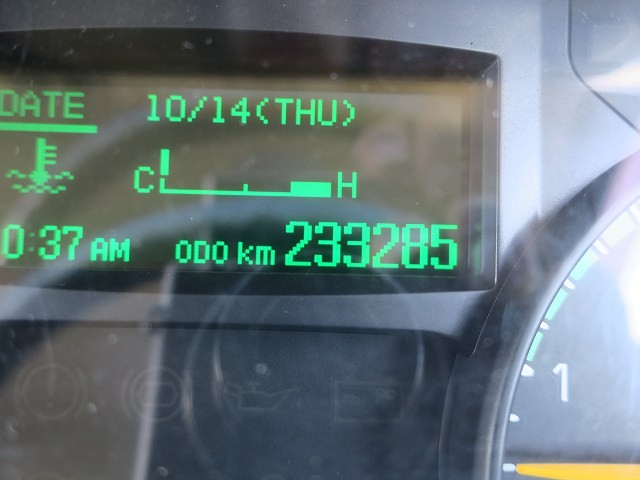 DATE 10/14(THU)
C H
0:37 AM ODO km 233285
1